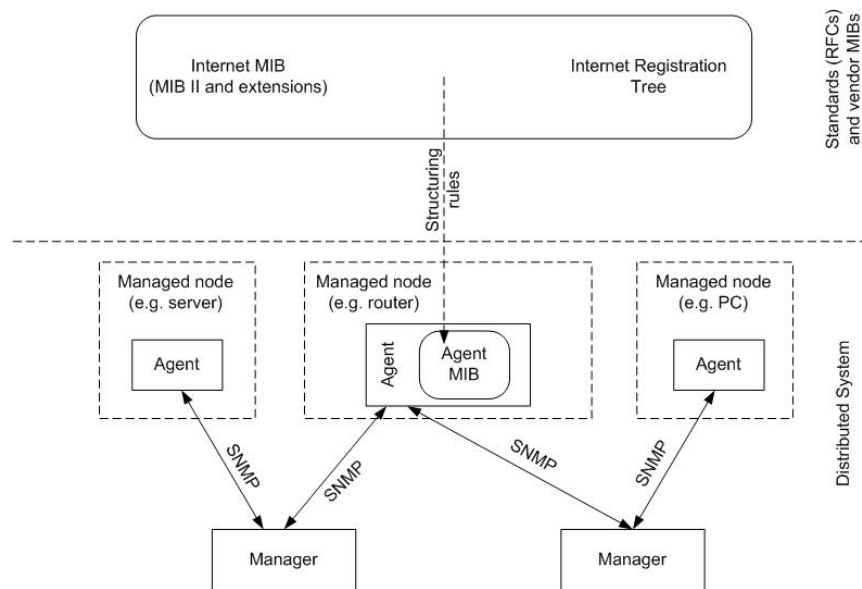 Internet MIB
(MIB II and extensions)
Internet Registration
Tree
Standards (RFCs)
and vendor MIBs
Structuring
rules
Managed node
(e.g. server)
Agent
Managed node
(e.g. router)
Agent
Agent
MIB
Managed node
(e.g. PC)
Agent
Distributed System
SNMP
SNMP
SNMP
SNMP
Manager
Manager